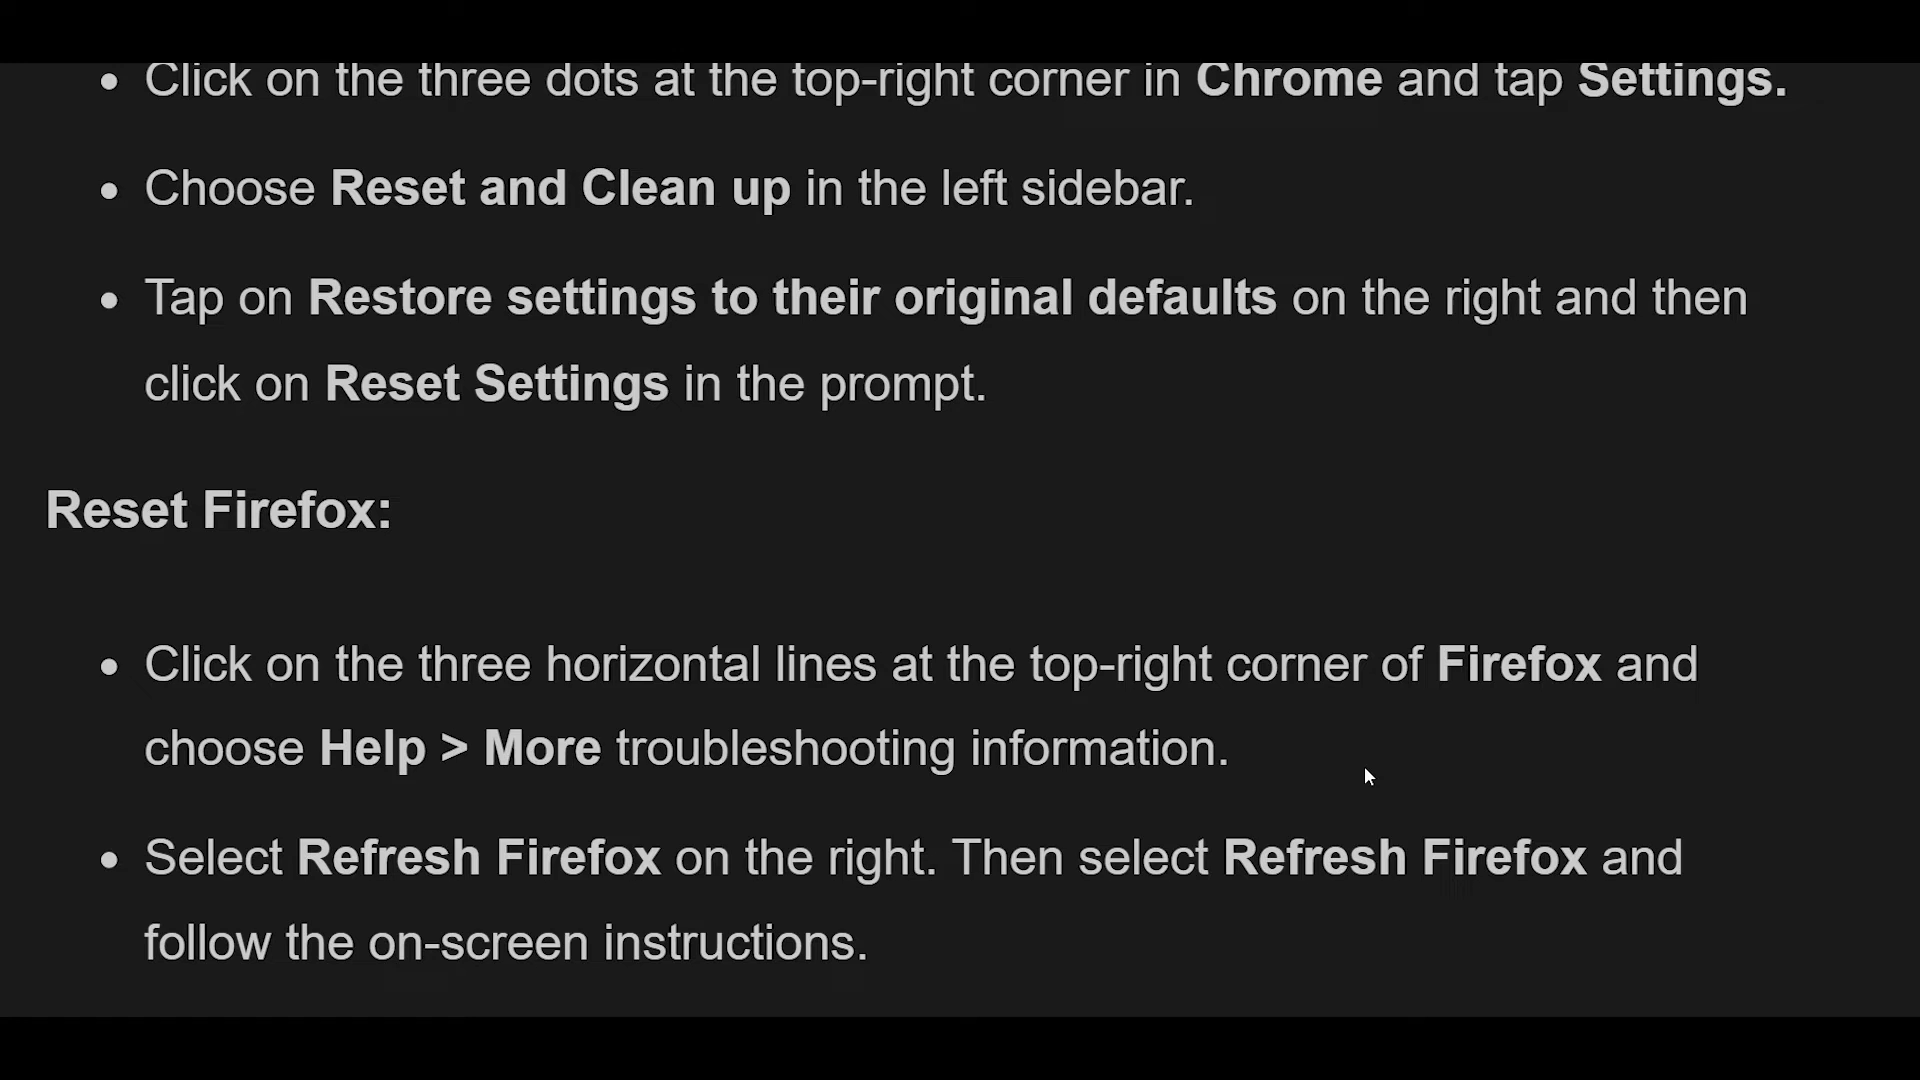 • Click on the three dots at the top-right corner in Chrome and tap Settings.
• Choose Reset and Clean up in the left sidebar.
• Tap on Restore settings to their original defaults on the right and then
click on Reset Settings in the prompt.
Reset Firefox:
• Click on the three horizontal lines at the top-right corner of Firefox and
choose Help > More troubleshooting information.
• Select Refresh Firefox on the right. Then select Refresh Firefox and
follow the on-screen instructions.